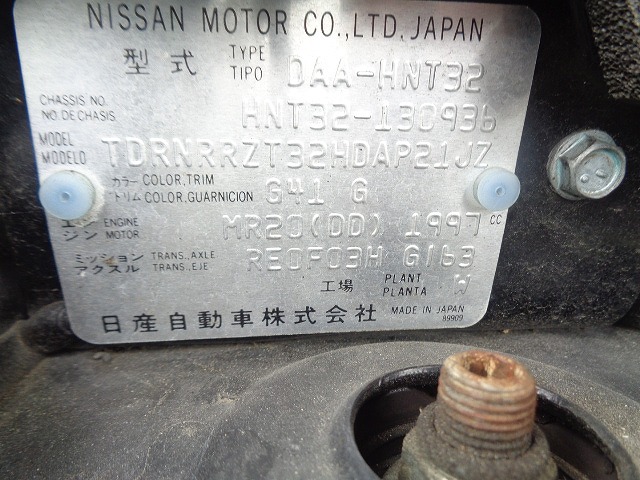 NISSAN MOTOR CO.,LTD. JAPAN
型式 TYPE TIPO DAA-HNT32
CHASSIS NO. NO. DE CHASIS HNT32-130936
MODEL MODELO TDRNRRZT32HDAP21JZ
カラー COLOR,TRIM トリム COLOR,GUARNICION G41 G
エンジン ENGINE MOTOR MR20(DD) 1997 CC
ミッション アクスル TRANS.,AXLE TRANS.,EJE RE0F03H G163
工場 PLANT PLANTA W
日産自動車株式会社 MADE IN JAPAN
89909